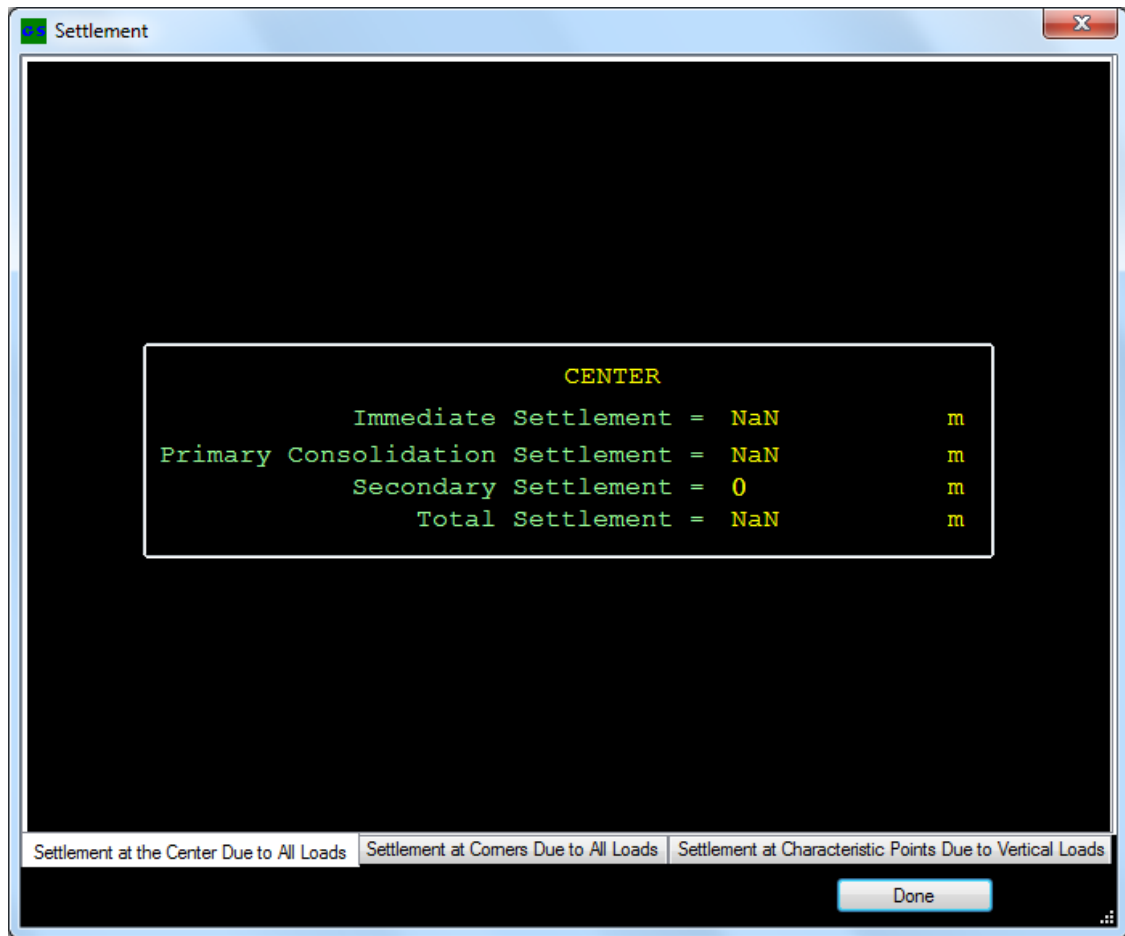 GS Settlement
X
CENTER
Immediate Settlement = NaN m
Primary Consolidation Settlement = NaN m
Secondary Settlement = 0 m
Total Settlement = NaN m
Settlement at the Center Due to All Loads Settlement at Corners Due to All Loads Settlement at Characteristic Points Due to Vertical Loads
Done